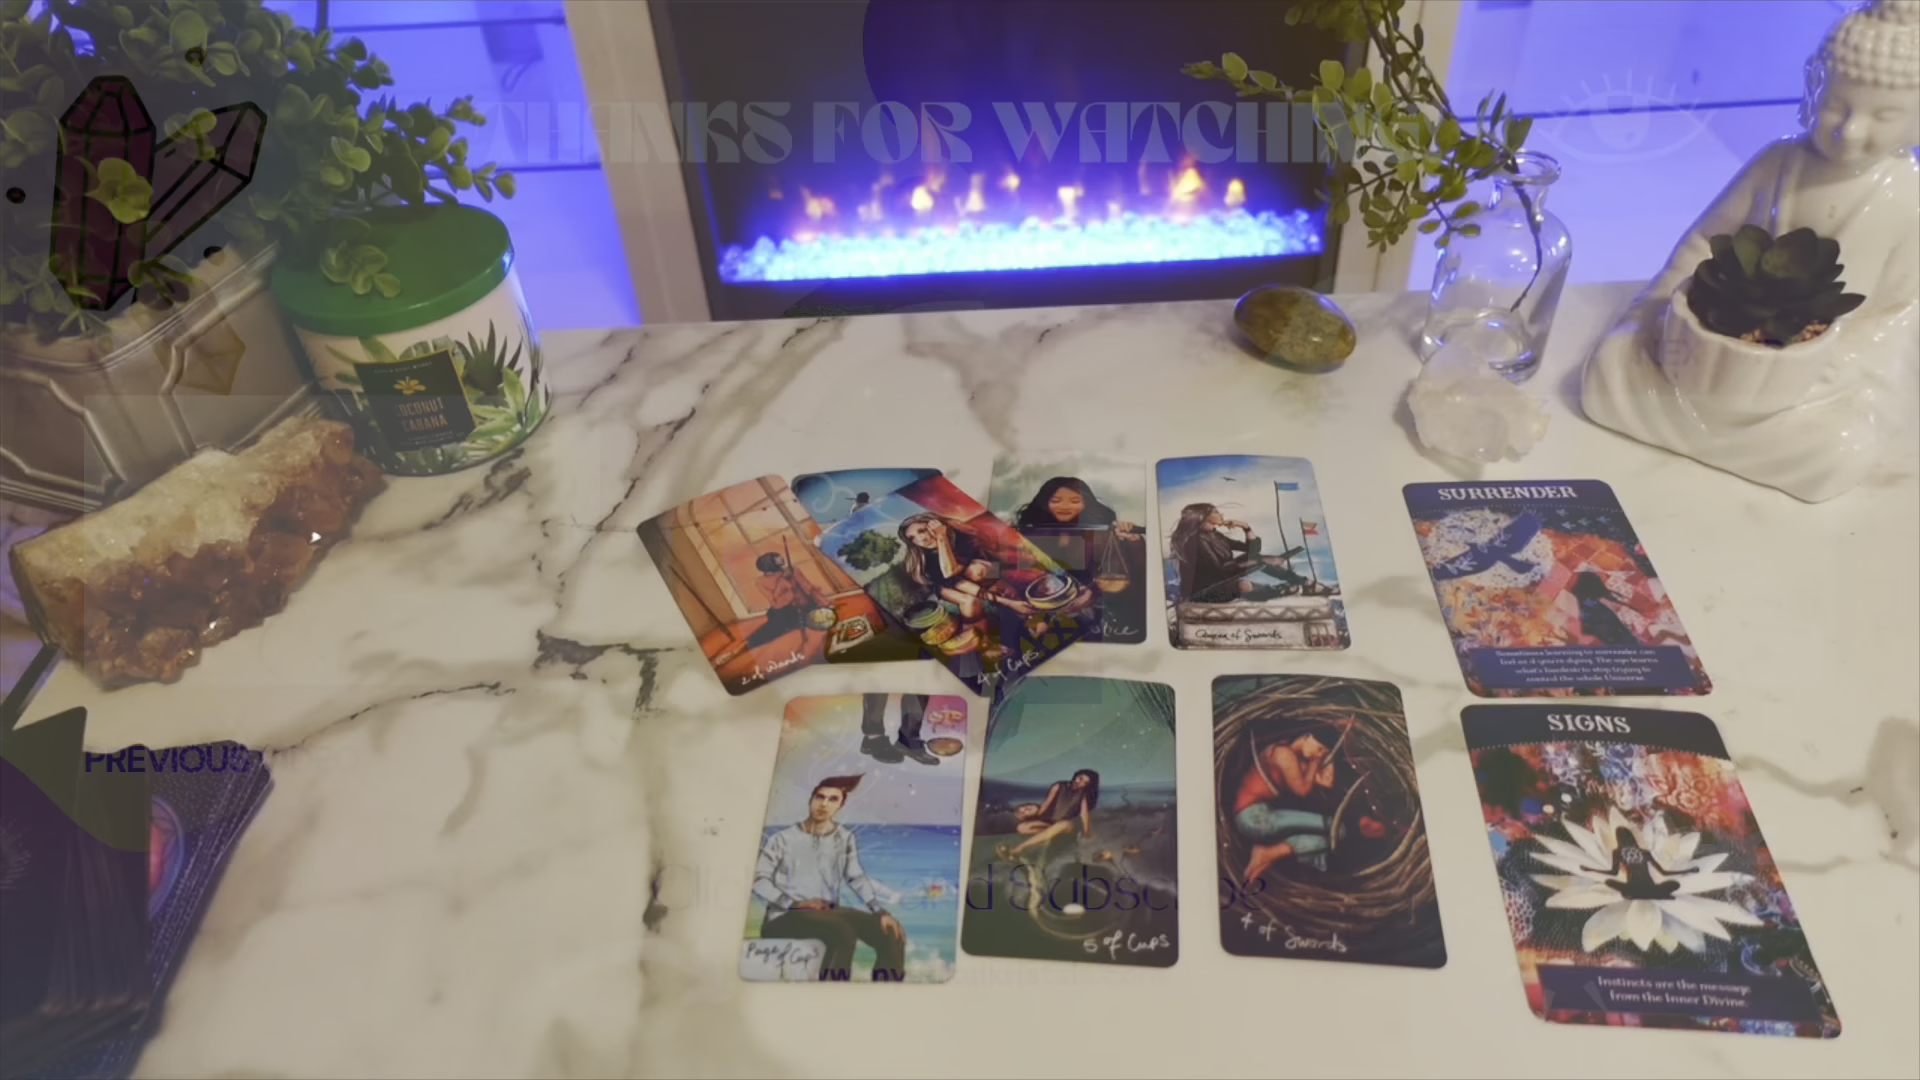 THANKS FOR WATCHING
COCONUT
CABANA
SURRENDER
Sometimes learning to surrender can
feel as if you're dying. The ego learns
what's hardest: to stop trying to
control the whole Universe.
2 of Wands
4 of Cups
Justice
Queen of Swords
SIGNS
Instincts are the message
from the Inner Divine.
PREVIOUS
and Subscribe
Page of Cups
5 of Cups
4 of Swords